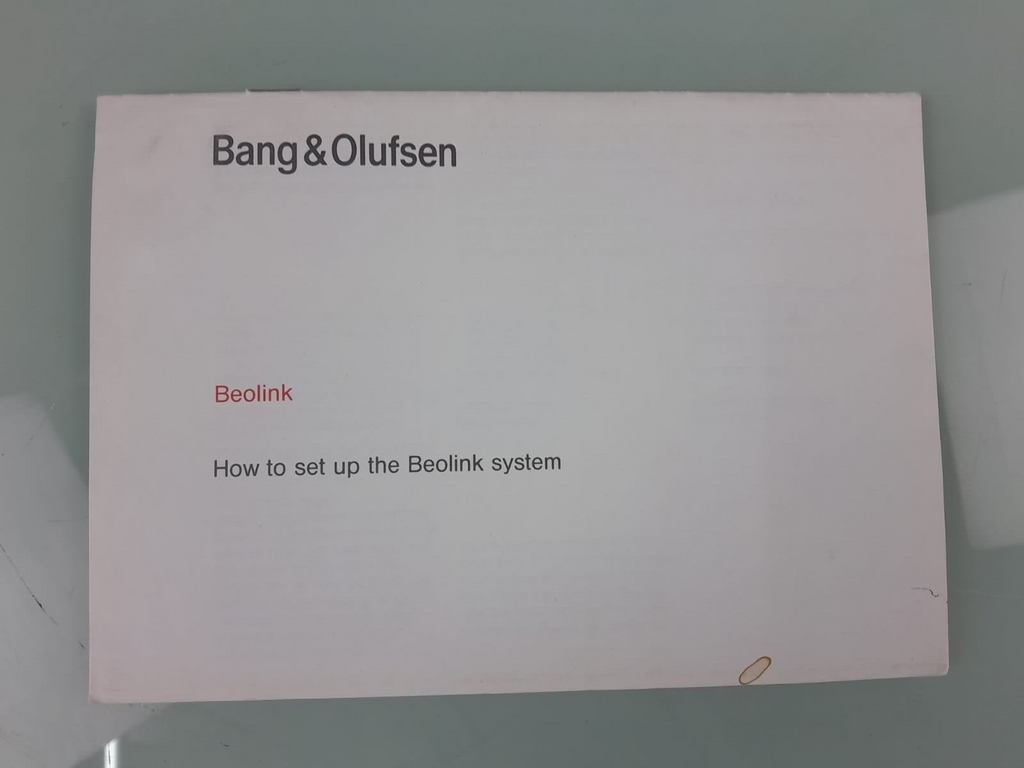 Bang & Olufsen
Beolink
How to set up the Beolink system